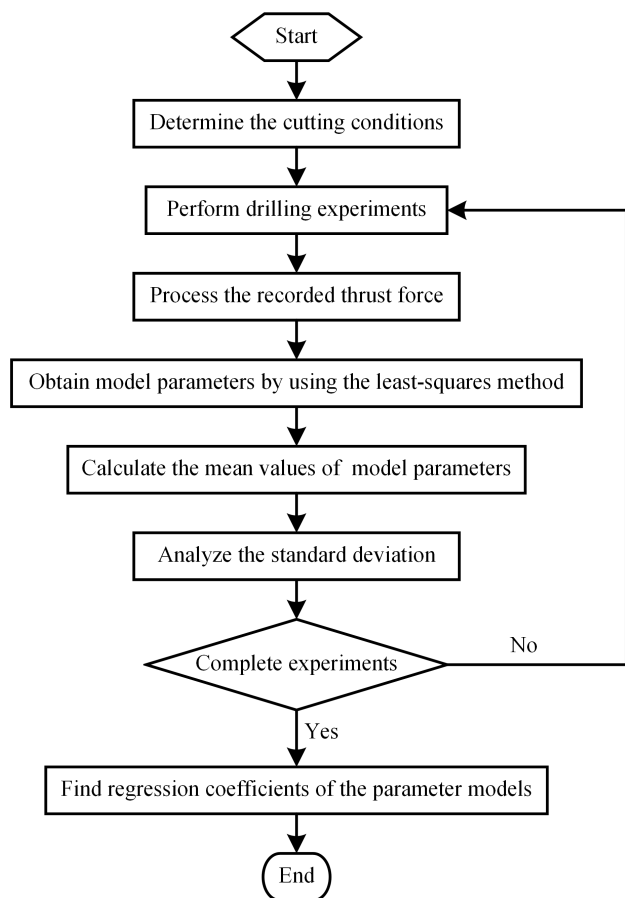 Start
Determine the cutting conditions
Perform drilling experiments
Process the recorded thrust force
Obtain model parameters by using the least-squares method
Calculate the mean values of model parameters
Analyze the standard deviation
Complete experiments
No
Yes
Find regression coefficients of the parameter models
End